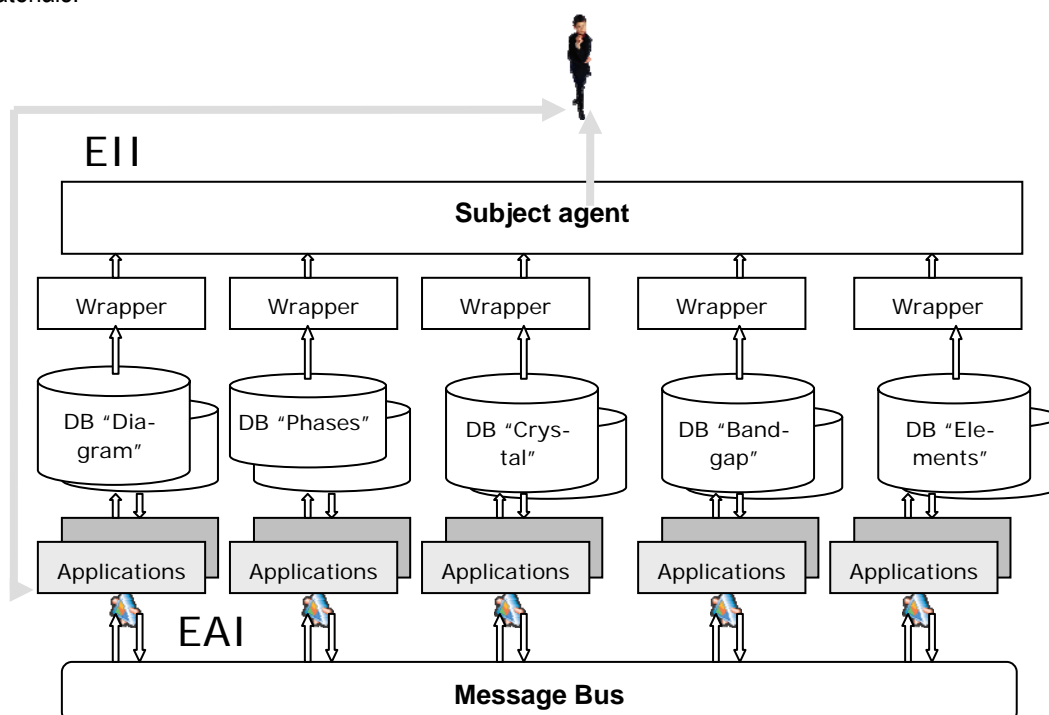 EII
Subject agent
Wrapper
Wrapper
Wrapper
Wrapper
Wrapper
DB “Dia-
gram”
DB “Phases”
DB “Crys-
tal”
DB “Band-
gap”
DB “Ele-
ments”
Applications
Applications
Applications
Applications
Applications
EAI
Message Bus